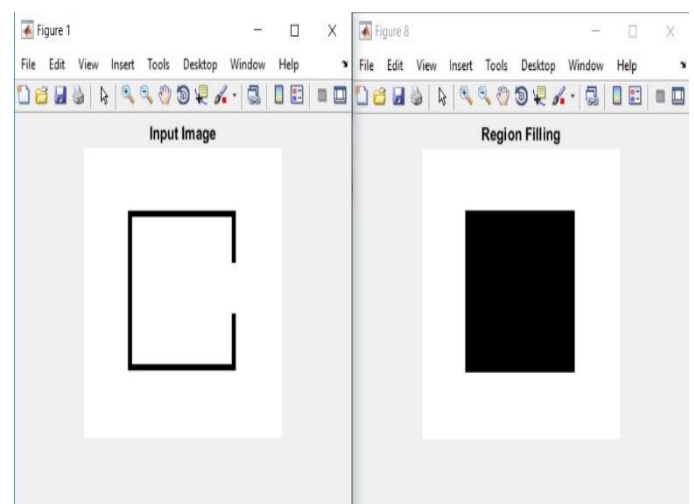 Figure 1
File Edit View Insert Tools Desktop Window Help
Input Image
Figure 8
File Edit View Insert Tools Desktop Window Help
Region Filling